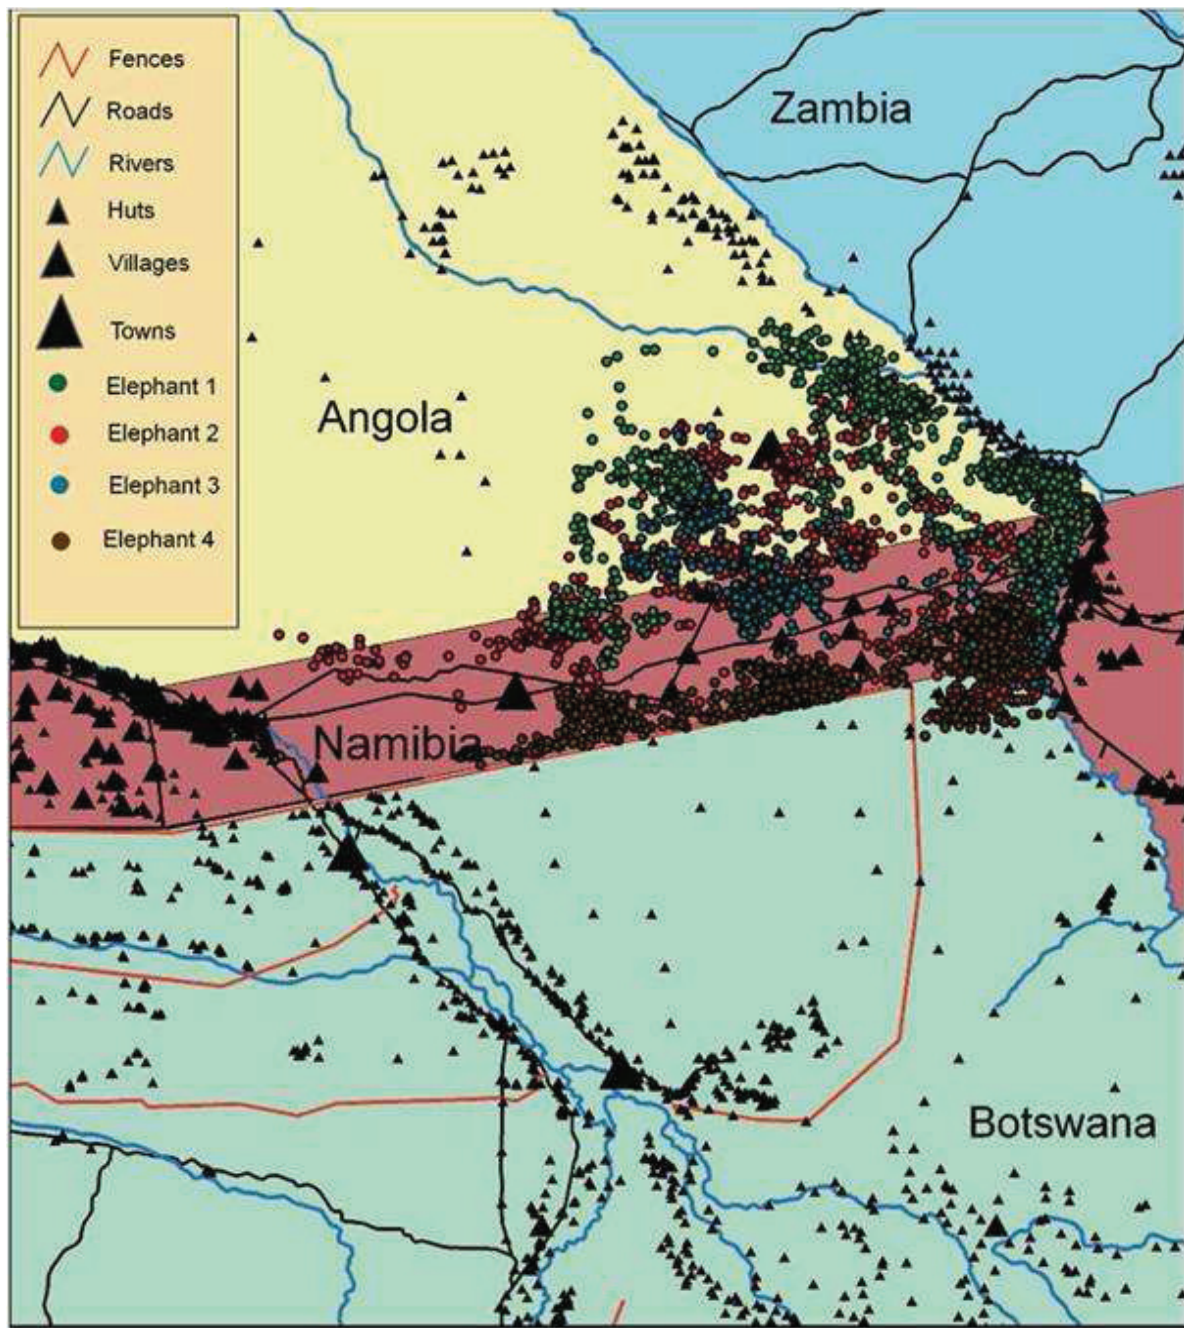 Fences
Roads
Rivers
Huts
Villages
Towns
Elephant 1
Elephant 2
Elephant 3
Elephant 4
Zambia
Angola
Namibia
Botswana